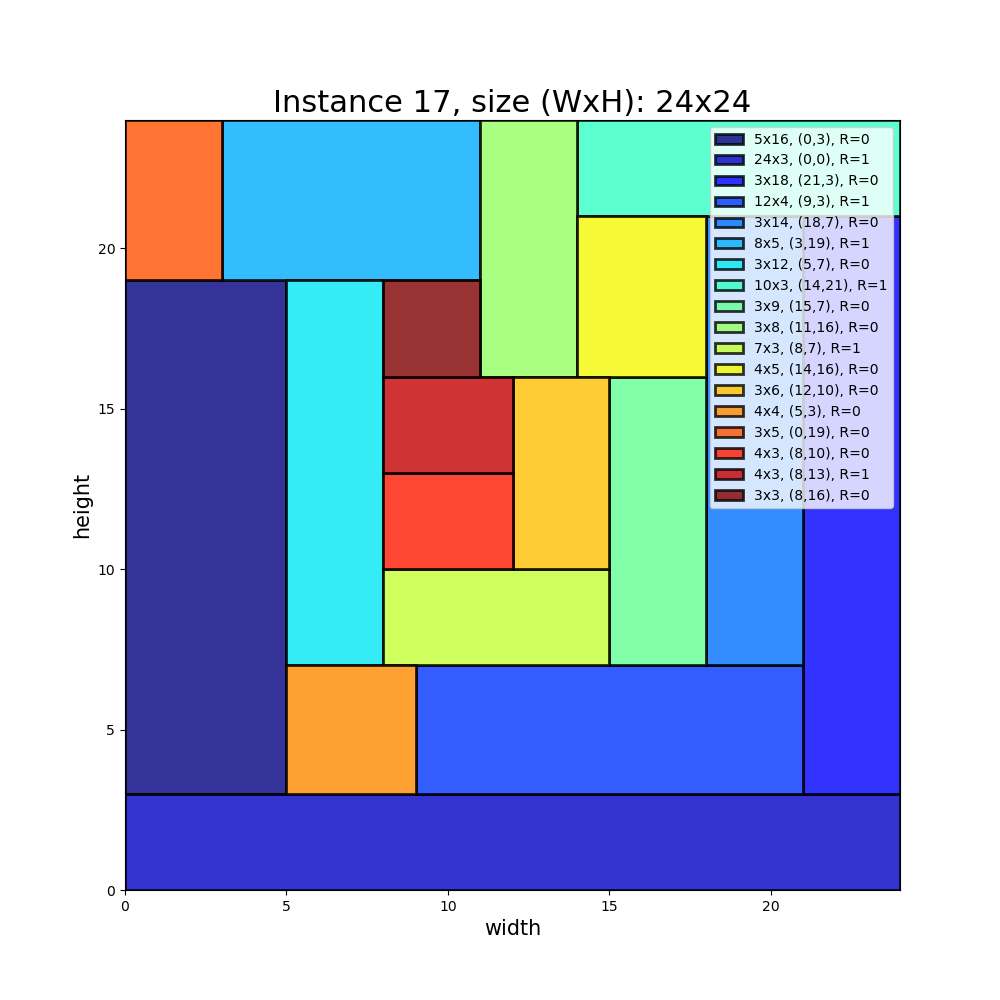 Instance 17, size (WxH): 24x24
5x16, (0,3), R=0
24x3, (0,0), R=1
3x18, (21,3), R=0
12x4, (9,3), R=1
3x14, (18,7), R=0
8x5, (3,19), R=1
3x12, (5,7), R=0
10x3, (14,21), R=1
3x9, (15,7), R=0
3x8, (11,16), R=0
7x3, (8,7), R=1
4x5, (14,16), R=0
3x6, (12,10), R=0
4x4, (5,3), R=0
3x5, (0,19), R=0
4x3, (8,10), R=0
4x3, (8,13), R=1
3x3, (8,16), R=0
20
15
10
5
0
height
0 5 10 15 20
width